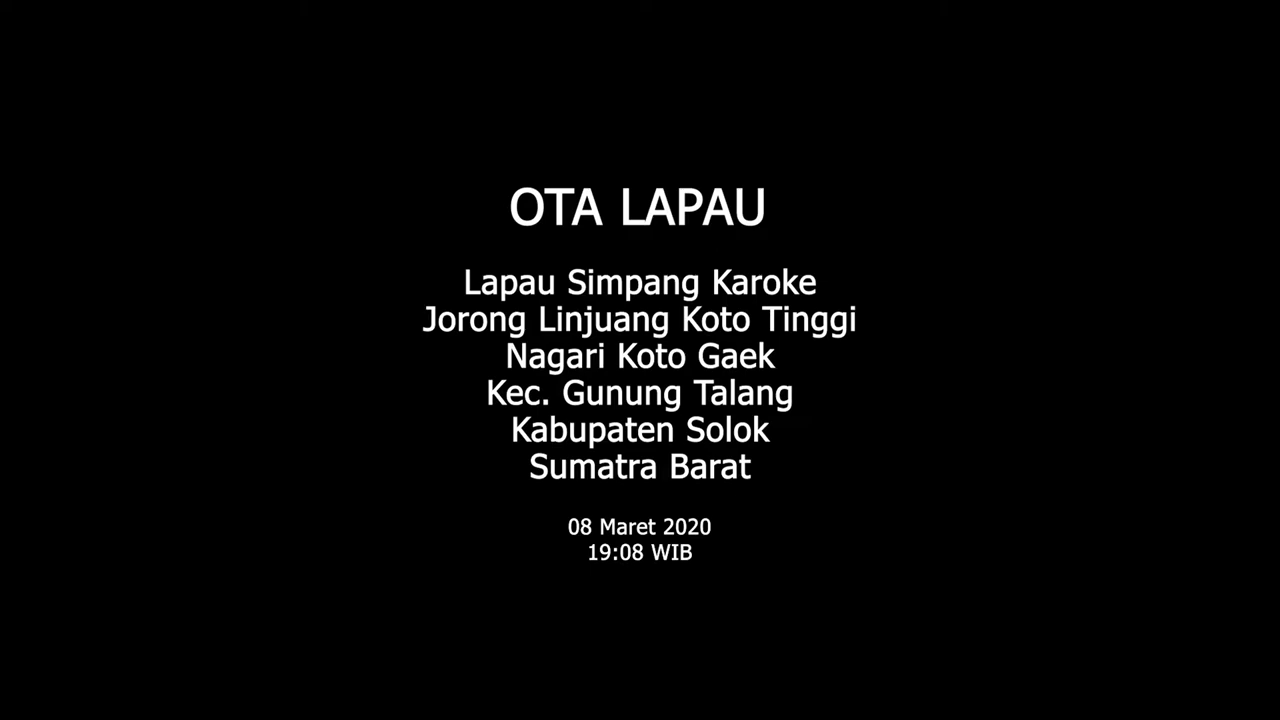 OTA LAPAU
Lapau Simpang Karoke
Jorong Linjuang Koto Tinggi
Nagari Koto Gaek
Kec. Gunung Talang
Kabupaten Solok
Sumatra Barat
08 Maret 2020
19:08 WIB